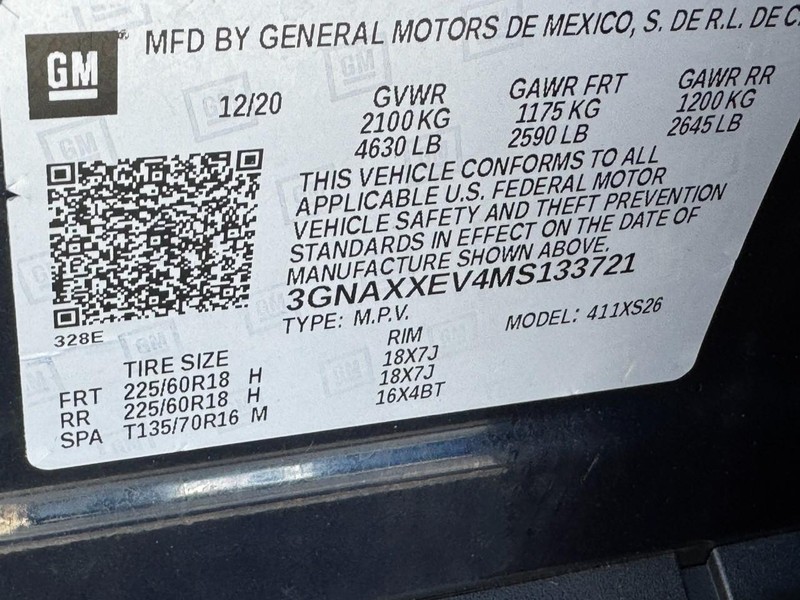 GM® MFD BY GENERAL MOTORS DE MEXICO, S. DE R.L. DE C.
12/20 GVWR GAWR FRT GAWR RR
2100 KG 1175 KG 1200 KG
4630 LB 2590 LB 2645 LB
THIS VEHICLE CONFORMS TO ALL
APPLICABLE U.S. FEDERAL MOTOR
VEHICLE SAFETY AND THEFT PREVENTION
STANDARDS IN EFFECT ON THE DATE OF
MANUFACTURE SHOWN ABOVE.
3GNAXXEV4MS133721
TYPE: M.P.V. MODEL: 411XS26
328E
TIRE SIZE RIM
FRT 225/60R18 H 18X7J
RR 225/60R18 H 18X7J
SPA T135/70R16 M 16X4BT